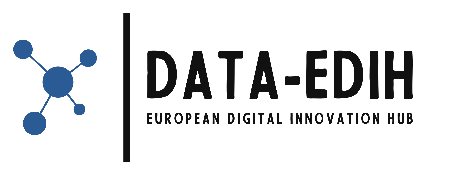 DATA-EDIH
EUROPEAN DIGITAL INNOVATION HUB